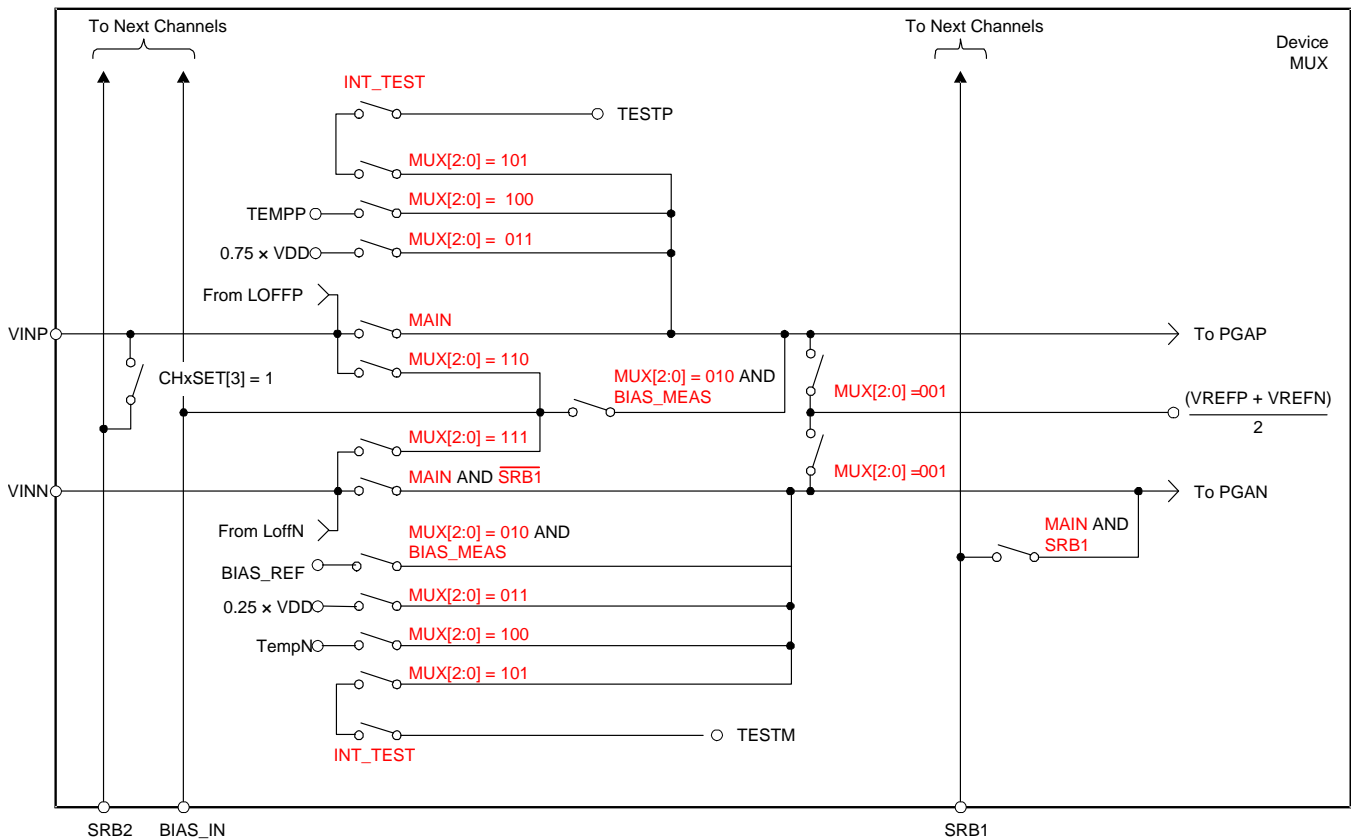 To Next Channels
To Next Channels
Device
MUX
INT_TEST
TESTP
MUX[2:0] = 101
MUX[2:0] = 100
TEMPP
MUX[2:0] = 011
0.75 × VDD
From LOFFP
MAIN
VINP
To PGAP
MUX[2:0] = 110
CHxSET[3] = 1
MUX[2:0] = 010 AND
BIAS_MEAS
MUX[2:0] =001
(VREFP + VREFN)
2
MUX[2:0] = 111
MAIN AND SRB1
MUX[2:0] =001
VINN
To PGAN
From LoffN
MUX[2:0] = 010 AND
BIAS_MEAS
MAIN AND
SRB1
BIAS_REF
MUX[2:0] = 011
0.25 × VDD
MUX[2:0] = 100
TempN
MUX[2:0] = 101
TESTM
INT_TEST
SRB2
BIAS_IN
SRB1